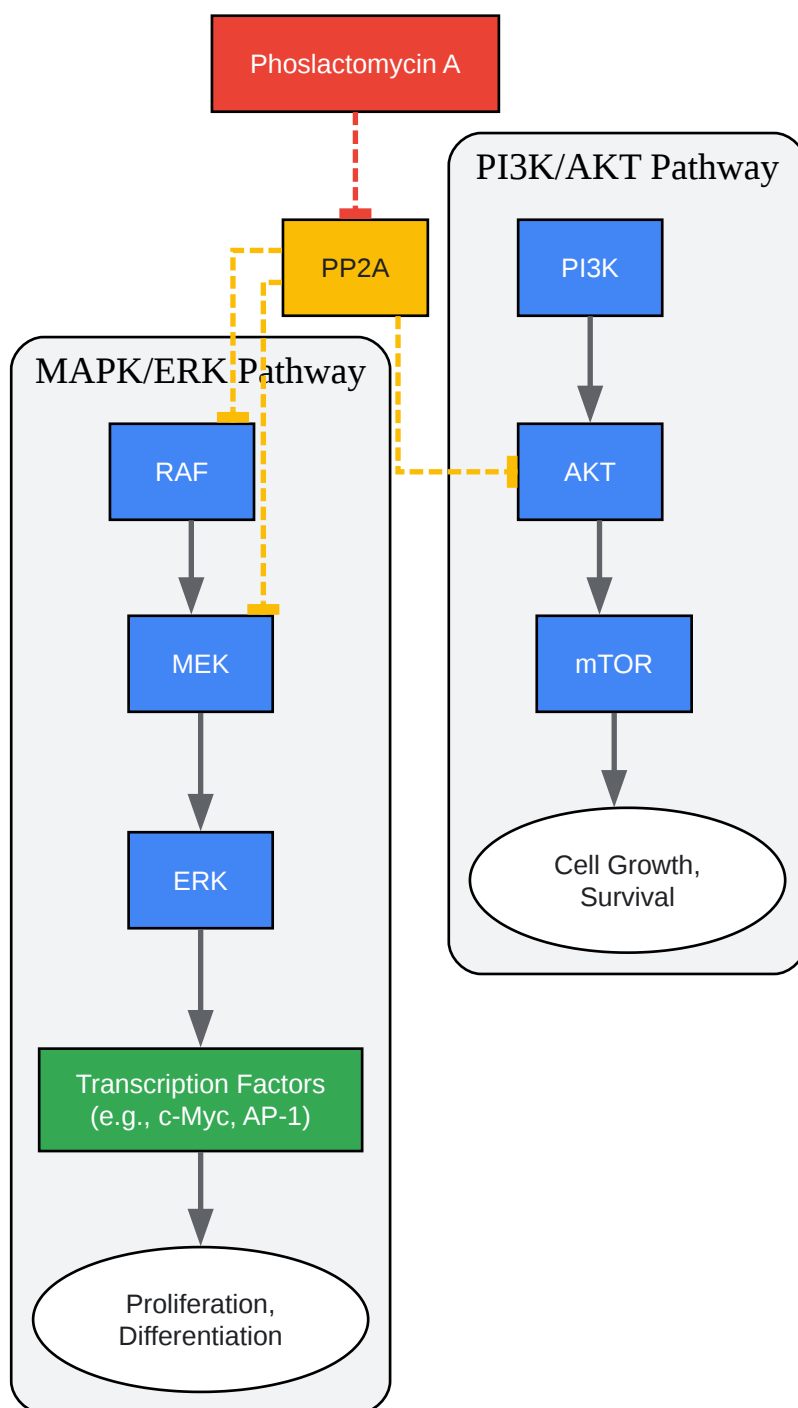 Phoslactomycin A
PI3K/AKT Pathway
PP2A
PI3K
MAPK/ERK Pathway
RAF
AKT
MEK
mTOR
ERK
Cell Growth,
Survival
Transcription Factors
(e.g., c-Myc, AP-1)
Proliferation,
Differentiation